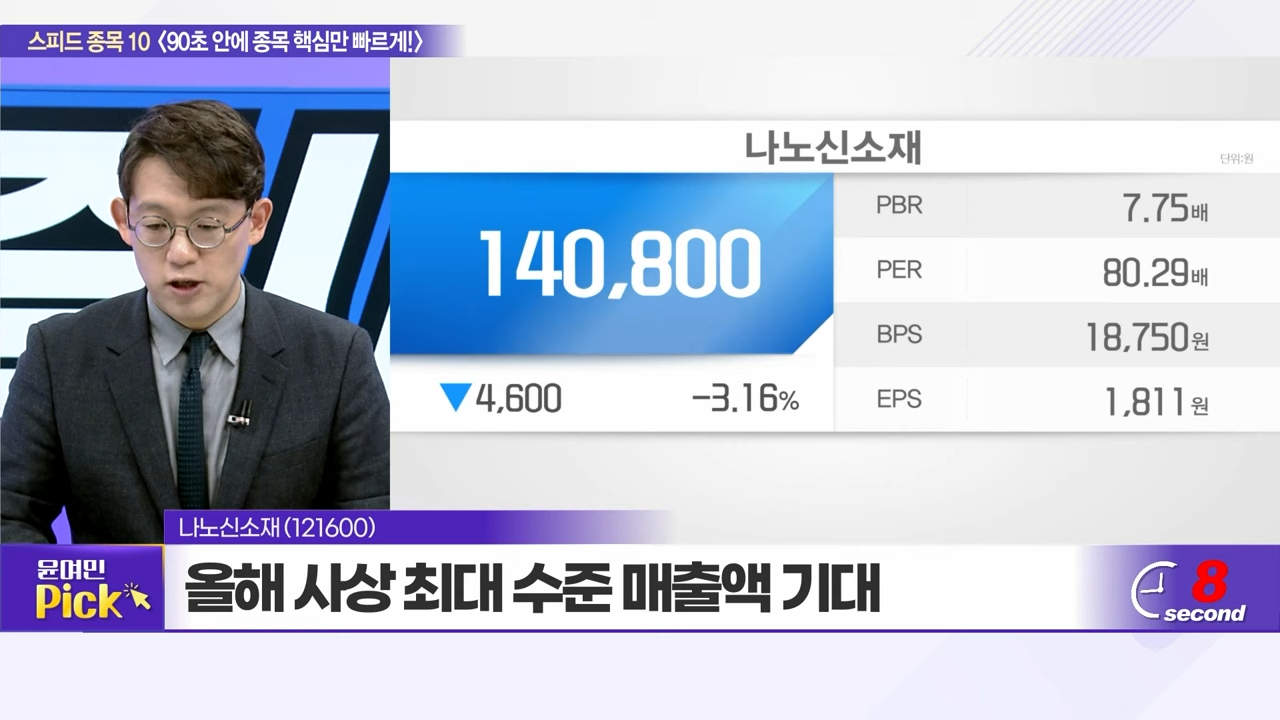 스피드 종목 10 〈90초 안에 종목 핵심만 빠르게!〉
나노신소재
단위:원
140,800
▼4,600 -3.16%
PBR 7.75배
PER 80.29배
BPS 18,750원
EPS 1,811원
나노신소재(121600)
윤여민
Pick
올해 사상 최대 수준 매출액 기대
8
second